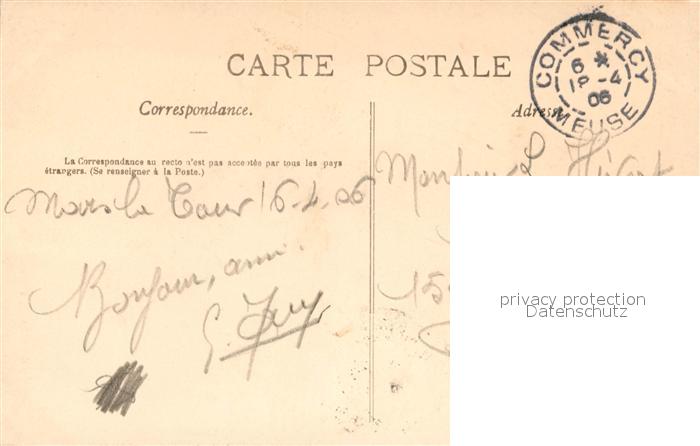 CARTE POSTALE
COMMERCY
6 *
4
06
MEUSE
Correspondance.
Adresse
La Correspondance au recto n'est pas acceptée par tous les pays
étrangers. (Se renseigner à la Poste.)
Mars la Tour 16-4-06
Bonjour, ami.
15
privacy protection
Datenschutz